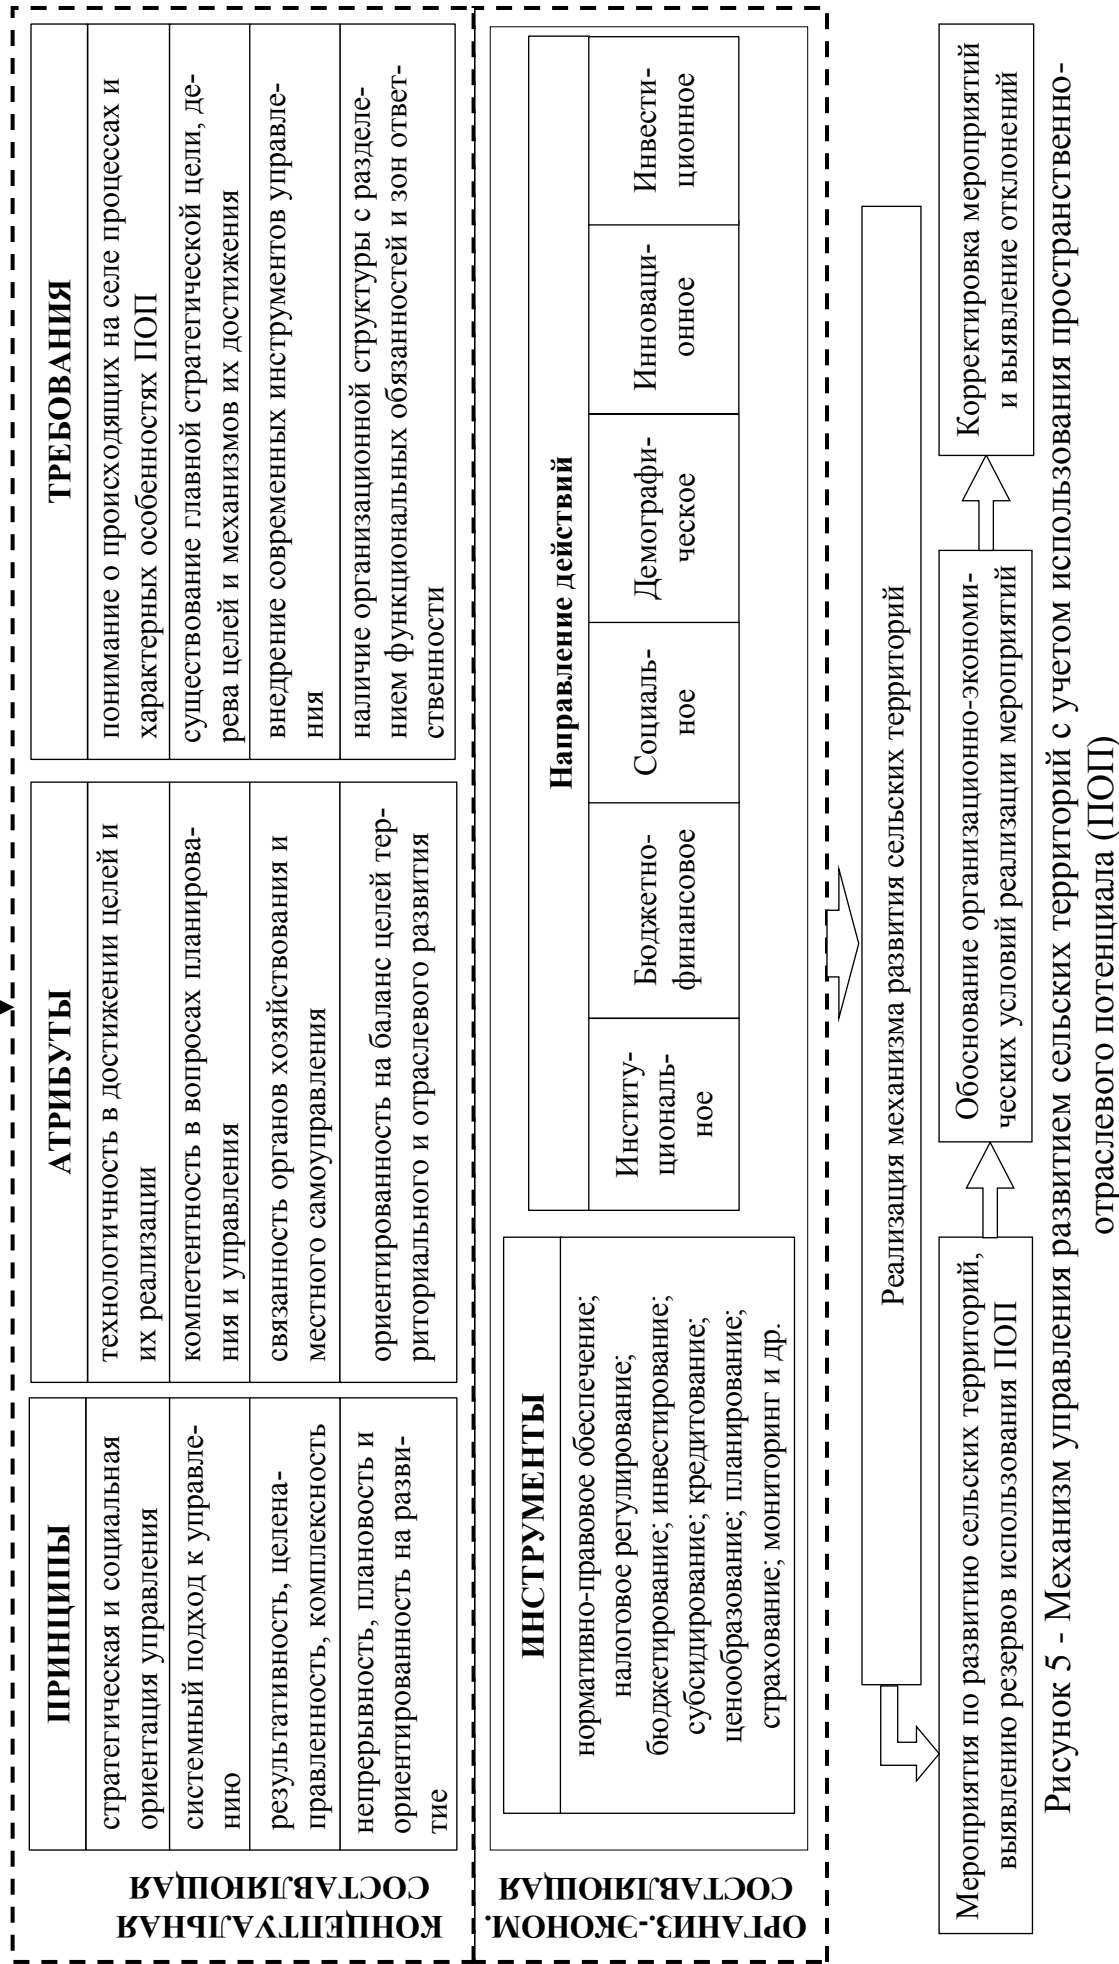 КОНЦЕПТУАЛЬНАЯ
СОСТАВЛЯЮЩАЯ
ПРИНЦИПЫ
стратегическая и социальная
ориентация управления
системный подход к управле-
нию
результативность, целена-
правленность, комплексность
непрерывность, плановость и
ориентированность на разви-
тие
АТРИБУТЫ
технологичность в достижении целей и
их реализации
компетентность в вопросах планирова-
ния и управления
связанность органов хозяйствования и
местного самоуправления
ориентированность на баланс целей тер-
риториального и отраслевого развития
ТРЕБОВАНИЯ
понимание о происходящих на селе процессах и
характерных особенностях ПОП
существование главной стратегической цели, де-
рева целей и механизмов их достижения
внедрение современных инструментов управле-
ния
наличие организационной структуры с разделе-
нием функциональных обязанностей и зон ответ-
ственности
ОРГАНИЗ.-ЭКОНОМ.
СОСТАВЛЯЮЩАЯ
ИНСТРУМЕНТЫ
нормативно-правовое обеспечение;
налоговое регулирование;
бюджетирование; инвестирование;
субсидирование; кредитование;
ценообразование; планирование;
страхование; мониторинг и др.
Направление действий
Институ-
циональ-
ное
Бюджетно-
финансовое
Социаль-
ное
Демографи-
ческое
Инноваци-
онное
Инвести-
ционное
Реализация механизма развития сельских территорий
Мероприятия по развитию сельских территорий,
выявлению резервов использования ПОП
Обоснование организационно-экономи-
ческих условий реализации мероприятий
Корректировка мероприятий
и выявление отклонений
Рисунок 5 - Механизм управления развитием сельских территорий с учетом использования пространственно-
отраслевого потенциала (ПОП)